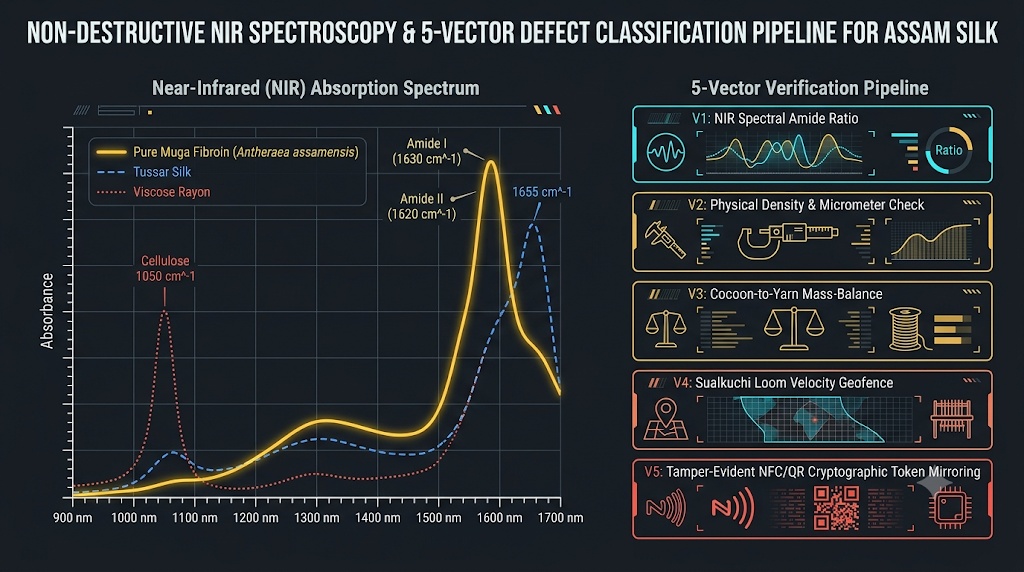 NON-DESTRUCTIVE NIR SPECTROSCOPY & 5-VECTOR DEFECT CLASSIFICATION PIPELINE FOR ASSAM SILK
Near-Infrared (NIR) Absorption Spectrum
Pure Muga Fibroin (Antheraea assamensis)
Tussar Silk
Viscose Rayon
Amide I
(1630 cm^-1)
Amide II
(1620 cm^-1)
1655 cm^-1
Cellulose
1050 cm^-1
Absorbance
900 nm
1000 nm
1100 nm
1200 nm
1300 nm
1400 nm
1500 nm
1600 nm
1700 nm
5-Vector Verification Pipeline
V1: NIR Spectral Amide Ratio
Ratio
V2: Physical Density & Micrometer Check
V3: Cocoon-to-Yarn Mass-Balance
V4: Sualkuchi Loom Velocity Geofence
V5: Tamper-Evident NFC/QR Cryptographic Token Mirroring